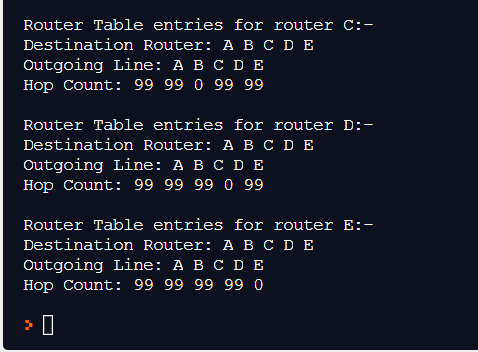 Router Table entries for router C:-
Destination Router: A B C D E
Outgoing Line: A B C D E
Hop Count: 99 99 0 99 99
Router Table entries for router D:-
Destination Router: A B C D E
Outgoing Line: A B C D E
Hop Count: 99 99 99 0 99
Router Table entries for router E:-
Destination Router: A B C D E
Outgoing Line: A B C D E
Hop Count: 99 99 99 99 0
>